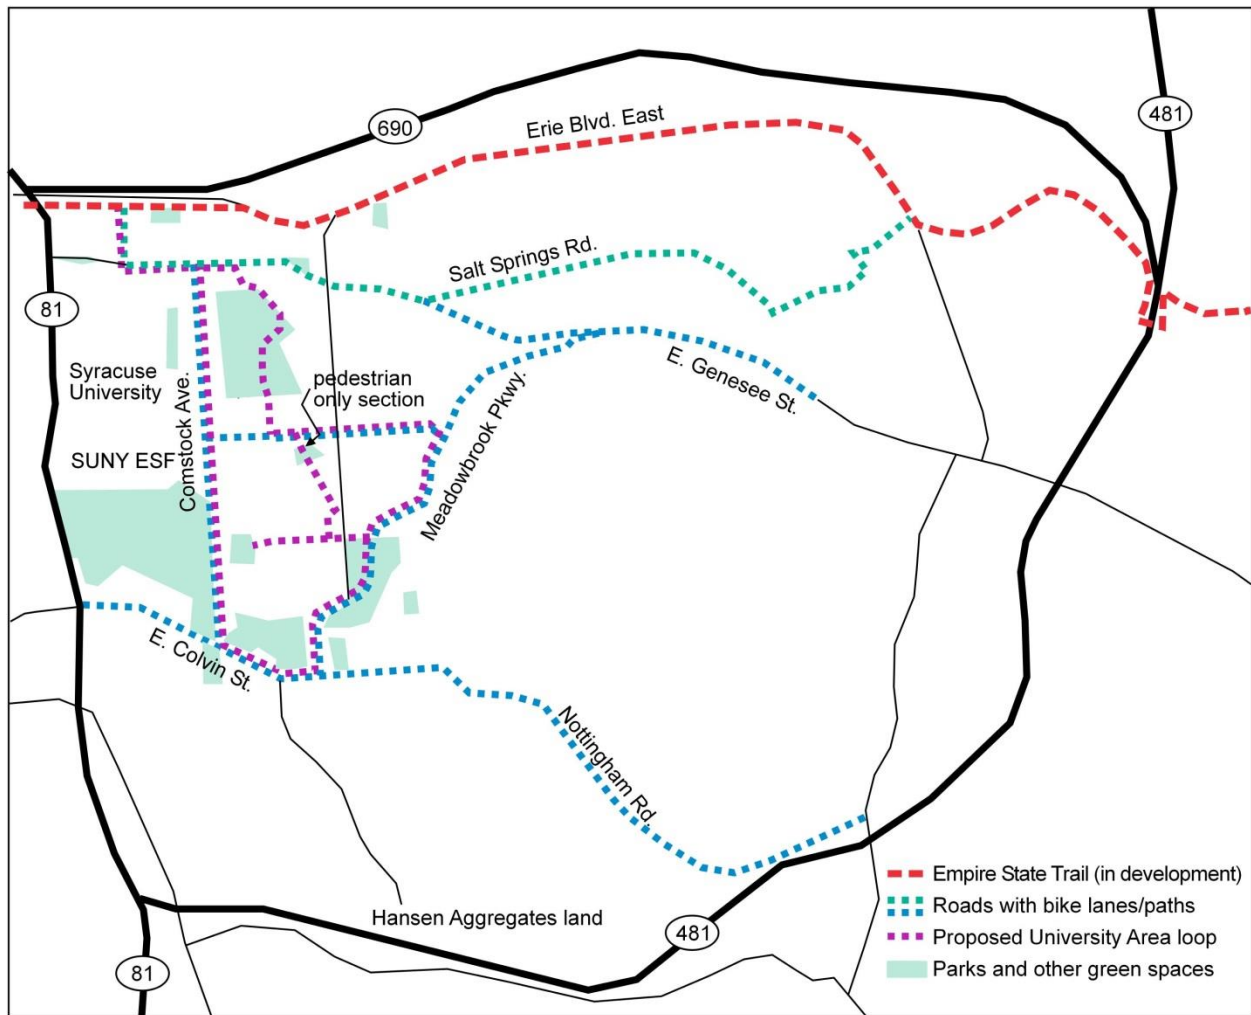 690
481
Erie Blvd. East
Salt Springs Rd.
81
Syracuse
University
pedestrian
only section
E. Genesee St.
Comstock Ave.
Meadowbrook Pkwy.
SUNY ESF
E. Colvin St.
Nottingham Rd.
Hansen Aggregates land
481
81
Empire State Trail (in development)
Roads with bike lanes/paths
Proposed University Area loop
Parks and other green spaces